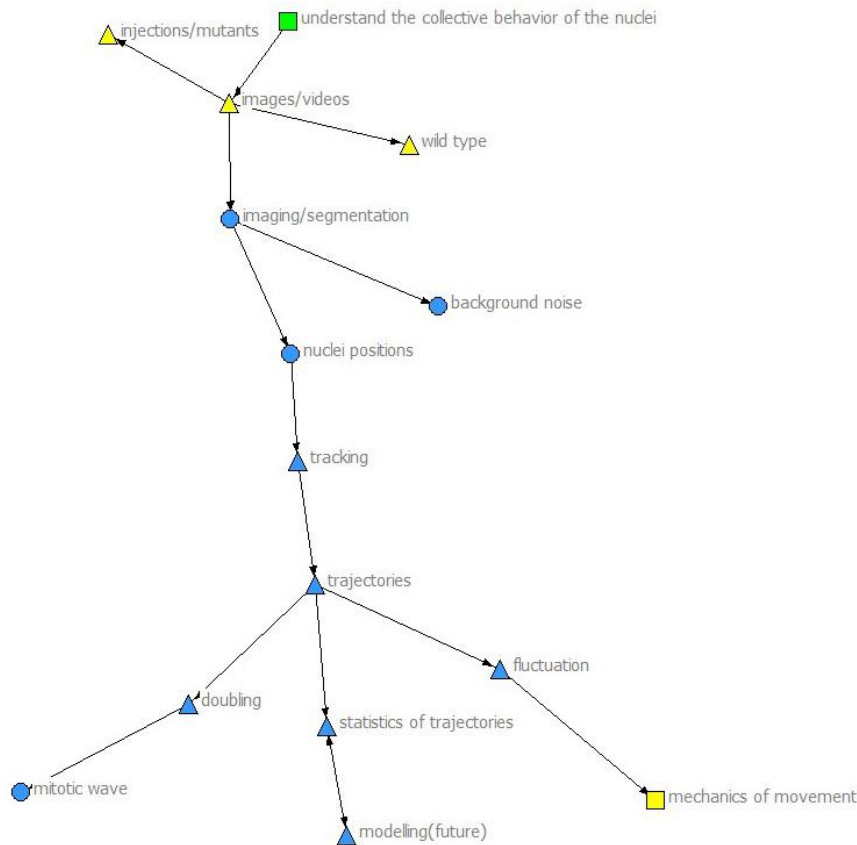 understand the collective behavior of the nuclei
injections/mutants
images/videos
wild type
imaging/segmentation
background noise
nuclei positions
tracking
trajectories
fluctuation
doubling
statistics of trajectories
mitotic wave
mechanics of movement
modelling(future)